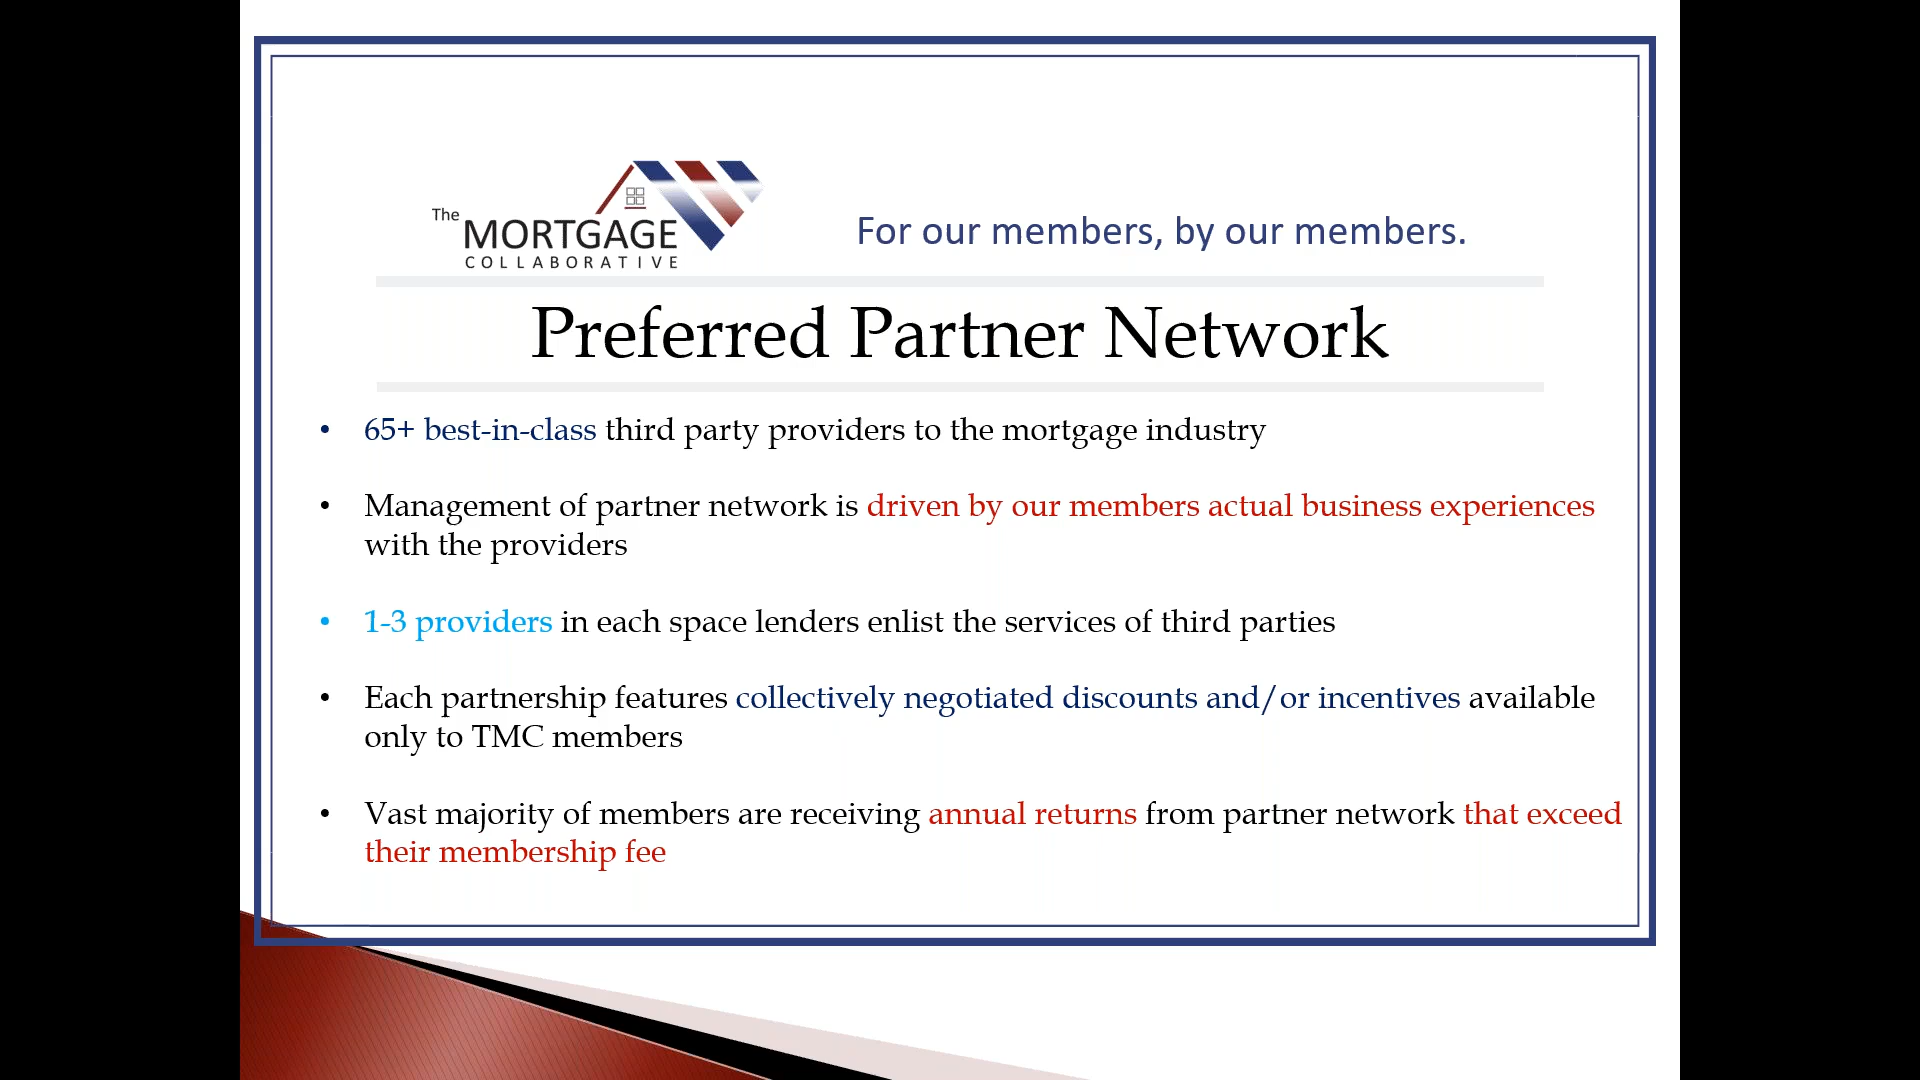 The
MORTGAGE
COLLABORATIVE
For our members, by our members.
Preferred Partner Network
• 65+ best-in-class third party providers to the mortgage industry
• Management of partner network is driven by our members actual business experiences
with the providers
• 1-3 providers in each space lenders enlist the services of third parties
• Each partnership features collectively negotiated discounts and/or incentives available
only to TMC members
• Vast majority of members are receiving annual returns from partner network that exceed
their membership fee